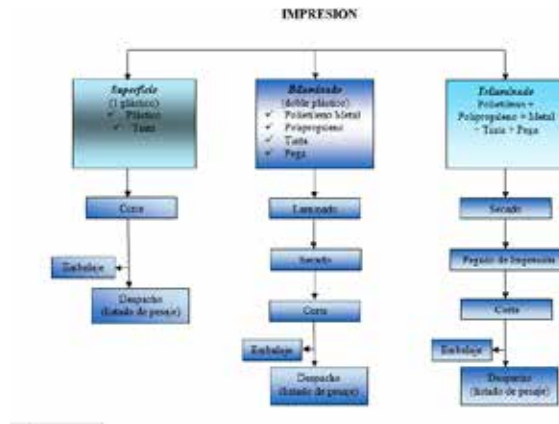 IMPRESION
Superficie
(1 plástico)
✓ Plástico
✓ Tinta
Bilaminado
(doble plástico)
✓ Polietileno Metal
✓ Polipropileno
✓ Tinta
✓ Pega
Trilaminado
Polietileno +
Polipropileno + Metal
+ Tinta + Pega
Corte
Embalaje
Despacho
(listado de pesaje)
Laminado
Secado
Corte
Embalaje
Despacho
(listado de pesaje)
Secado
Pegado de Impresión
Corte
Embalaje
Despacho
(listado de pesaje)